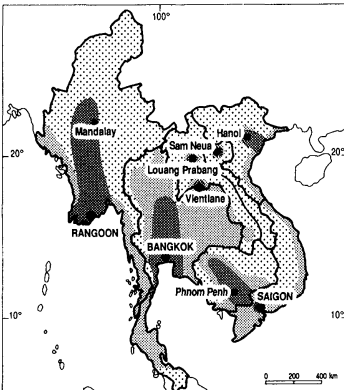 100°
10°
Mandalay
Hanoi
Sam Neua
20°
20°
Louang Prabang
Vientiane
RANGOON
BANGKOK
Phnom Penh
SAIGON
10°
10°
0 200 400 km